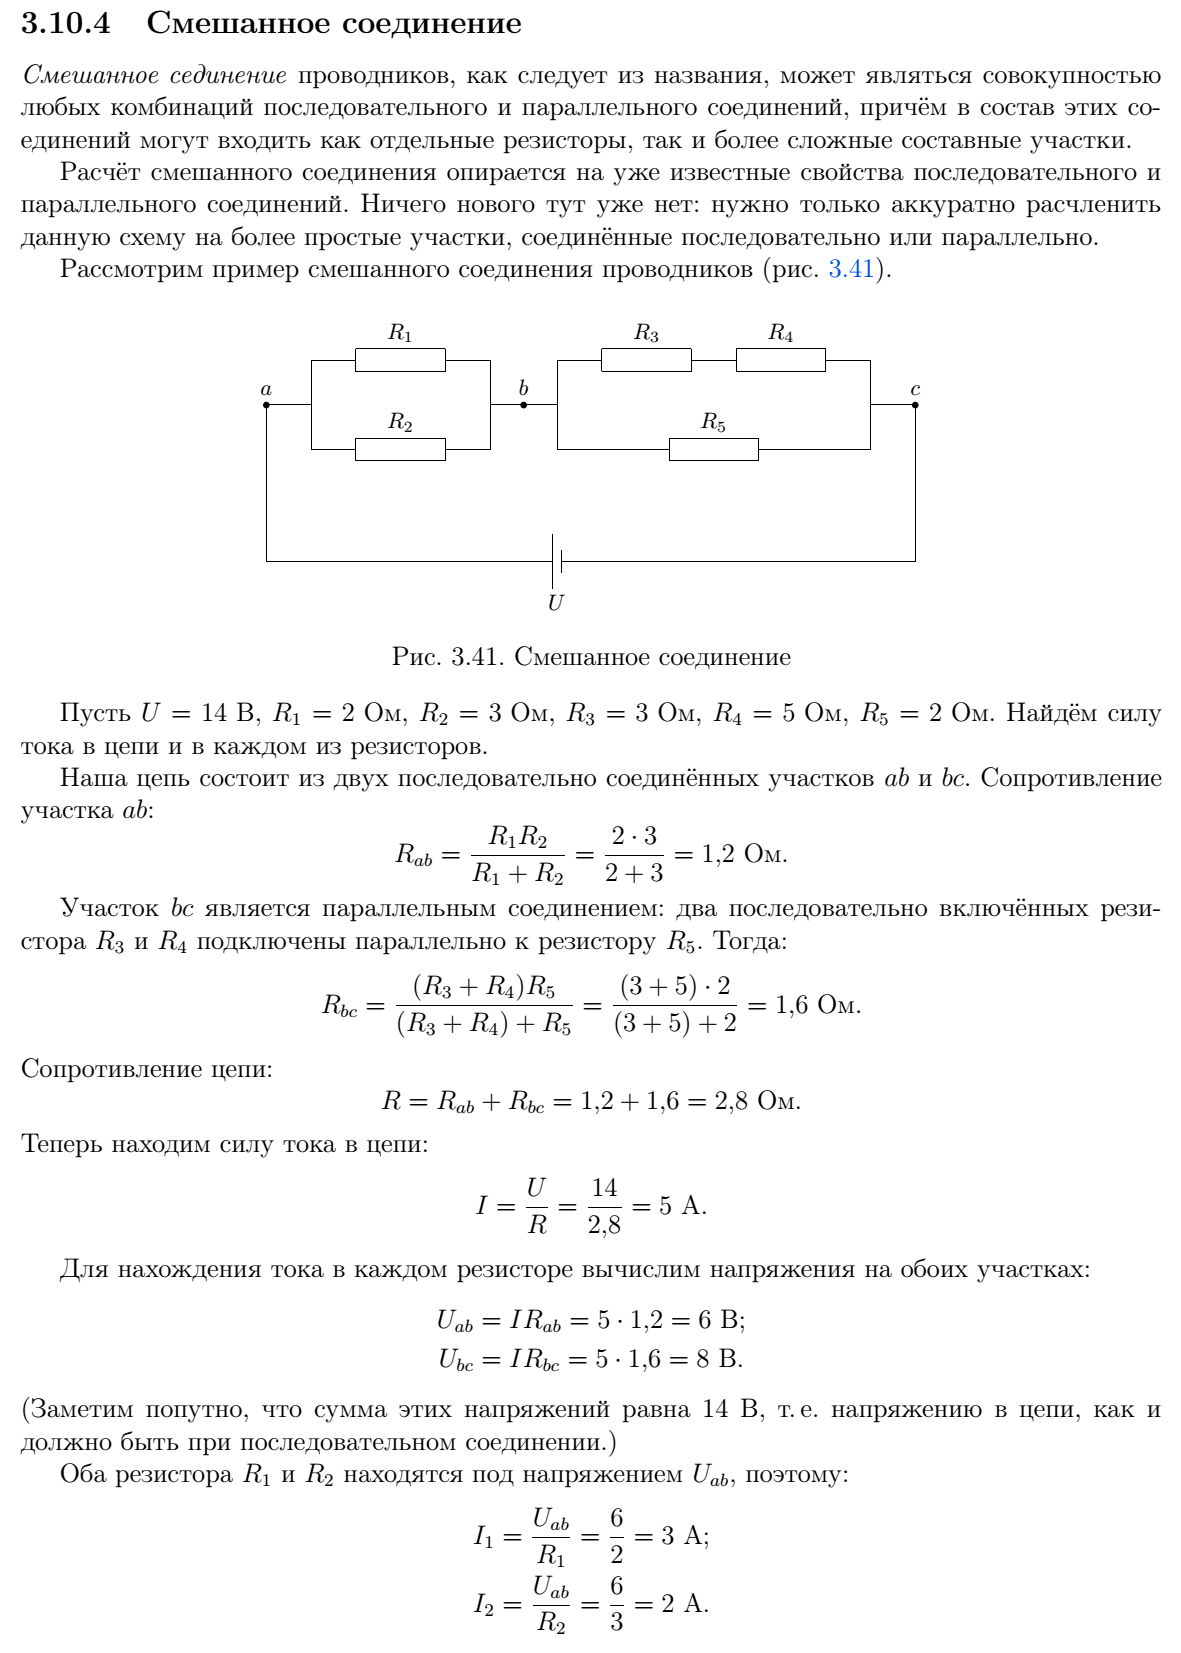 3.10.4 Смешанное соединение
Смешанное сединение проводников, как следует из названия, может являться совокупностью
любых комбинаций последовательного и параллельного соединений, причём в состав этих со-
единений могут входить как отдельные резисторы, так и более сложные составные участки.
Расчёт смешанного соединения опирается на уже известные свойства последовательного и
параллельного соединений. Ничего нового тут уже нет: нужно только аккуратно расчленить
данную схему на более простые участки, соединённые последовательно или параллельно.
Рассмотрим пример смешанного соединения проводников (рис. 3.41).
R₁ R₃ R₄
a b c
R₂ R₅
U
Рис. 3.41. Смешанное соединение
Пусть U = 14 В, R₁ = 2 Ом, R₂ = 3 Ом, R₃ = 3 Ом, R₄ = 5 Ом, R₅ = 2 Ом. Найдём силу
тока в цепи и в каждом из резисторов.
Наша цепь состоит из двух последовательно соединённых участков ab и bc. Сопротивление
участка ab:
R_ab = R₁R₂ / (R₁ + R₂) = 2 · 3 / (2 + 3) = 1,2 Ом.
Участок bc является параллельным соединением: два последовательно включённых рези-
стора R₃ и R₄ подключены параллельно к резистору R₅. Тогда:
R_bc = (R₃ + R₄)R₅ / ((R₃ + R₄) + R₅) = (3 + 5) · 2 / ((3 + 5) + 2) = 1,6 Ом.
Сопротивление цепи:
R = R_ab + R_bc = 1,2 + 1,6 = 2,8 Ом.
Теперь находим силу тока в цепи:
I = U / R = 14 / 2,8 = 5 А.
Для нахождения тока в каждом резисторе вычислим напряжения на обоих участках:
U_ab = IR_ab = 5 · 1,2 = 6 В;
U_bc = IR_bc = 5 · 1,6 = 8 В.
(Заметим попутно, что сумма этих напряжений равна 14 В, т. е. напряжению в цепи, как и
должно быть при последовательном соединении.)
Оба резистора R₁ и R₂ находятся под напряжением U_ab, поэтому:
I₁ = U_ab / R₁ = 6 / 2 = 3 А;
I₂ = U_ab / R₂ = 6 / 3 = 2 А.